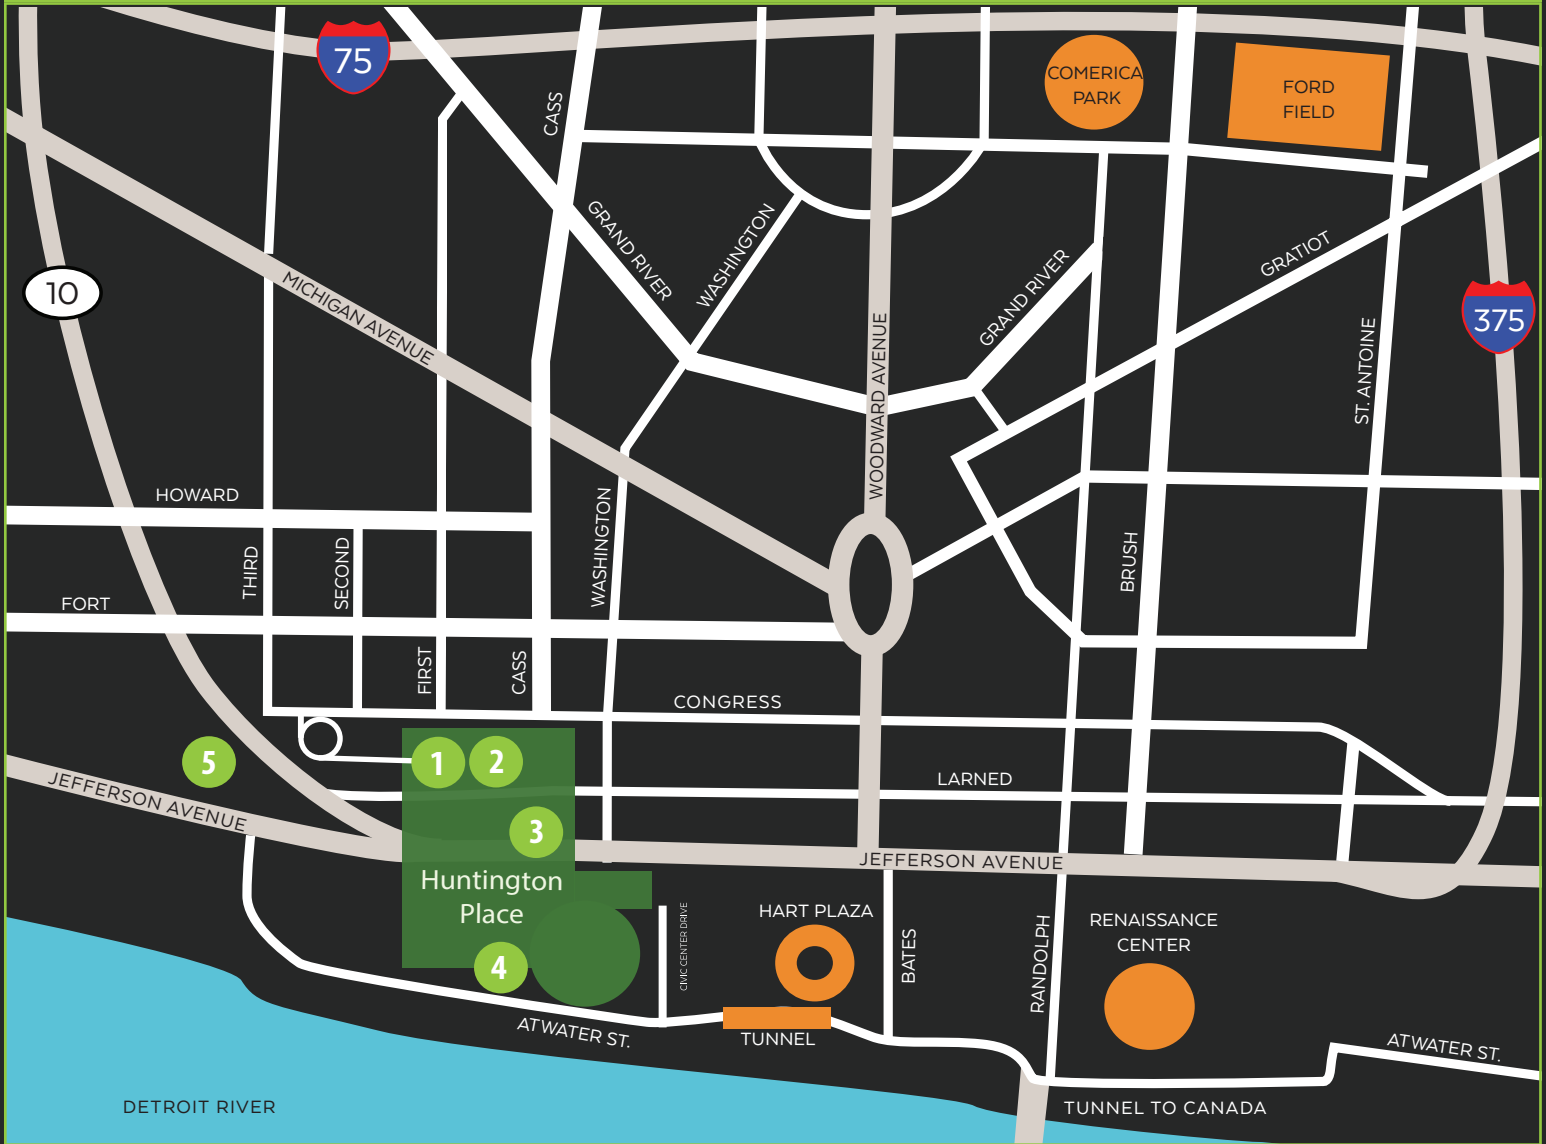 75
COMERICA
PARK
FORD
FIELD
CASS
GRAND RIVER
WASHINGTON
GRAND RIVER
GRATIOT
10
MICHIGAN AVENUE
WOODWARD AVENUE
ST. ANTOINE
375
HOWARD
THIRD
SECOND
WASHINGTON
BRUSH
FORT
FIRST
CASS
CONGRESS
5
1
2
LARNED
JEFFERSON AVENUE
3
JEFFERSON AVENUE
Huntington
Place
4
CIVIC CENTER DRIVE
HART PLAZA
BATES
RANDOLPH
RENAISSANCE
CENTER
ATWATER ST.
TUNNEL
ATWATER ST.
DETROIT RIVER
TUNNEL TO CANADA